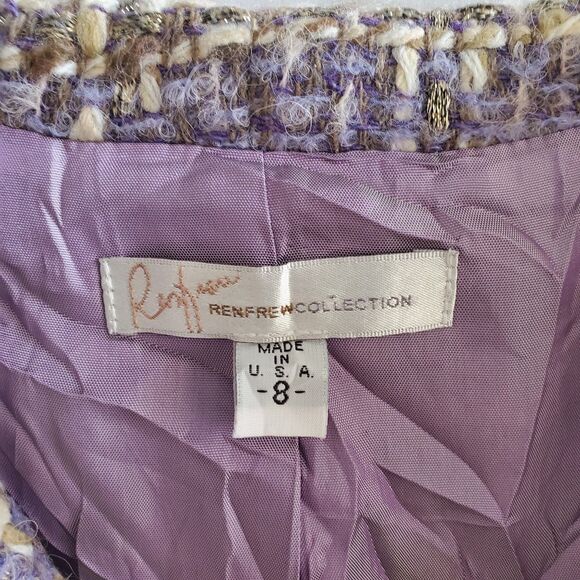 Renfrew
RENFREWCOLLECTION
MADE
IN
U. S. A.
-8-